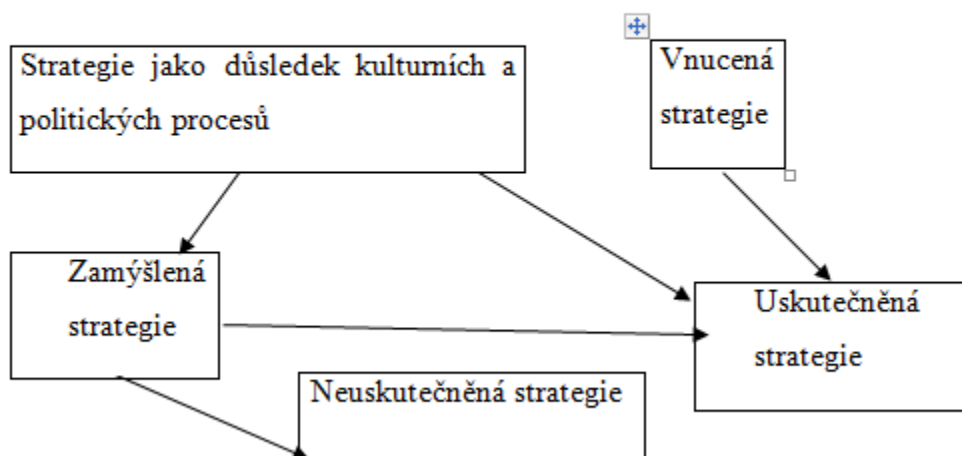 Strategie jako důsledek kulturních a
politických procesů
Vnucená
strategie
Zamýšlená
strategie
Uskutečněná
strategie
Neuskutečněná strategie